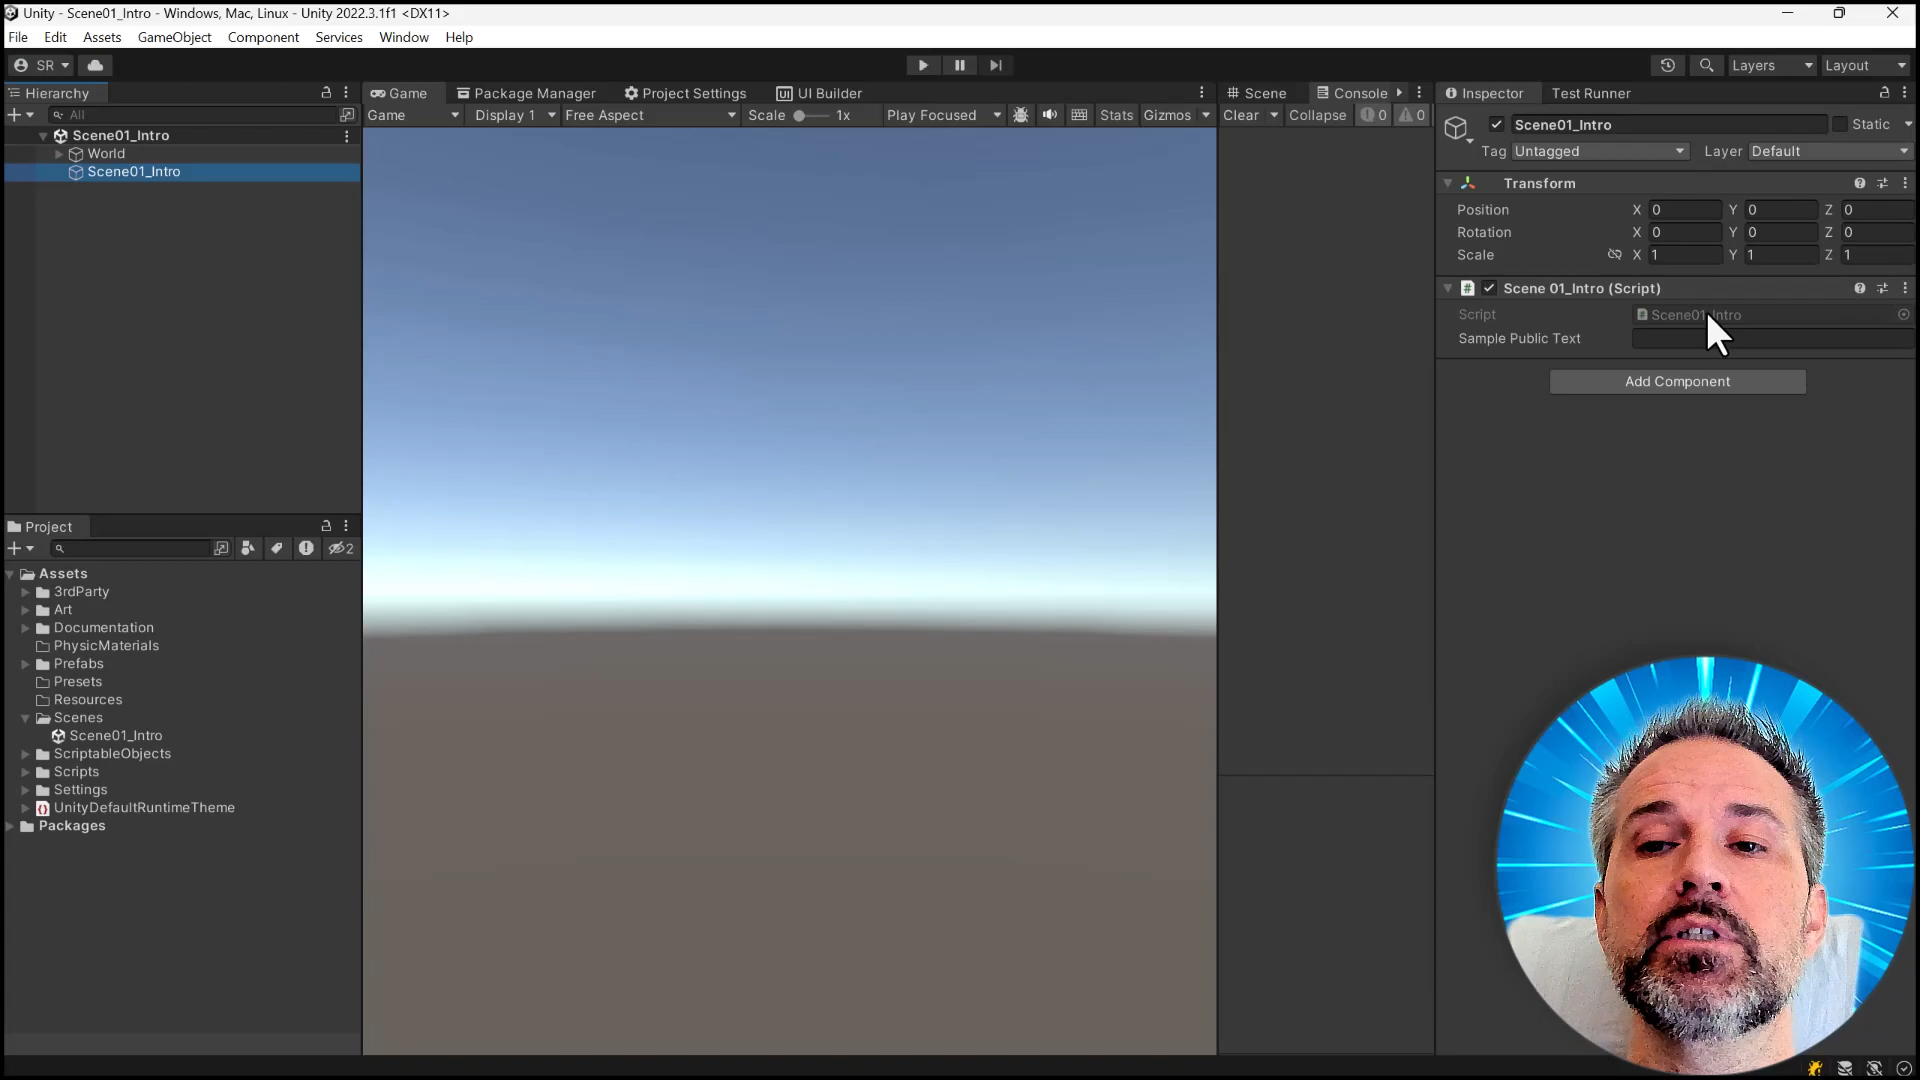 Unity - Scene01_Intro - Windows, Mac, Linux - Unity 2022.3.1f1 <DX11>
File Edit Assets GameObject Component Services Window Help
SR Layers Layout
Hierarchy
All
Scene01_Intro
World
Scene01_Intro
Project
2
Assets
3rdParty
Art
Documentation
PhysicMaterials
Prefabs
Presets
Resources
Scenes
Scene01_Intro
ScriptableObjects
Scripts
Settings
UnityDefaultRuntimeTheme
Packages
Game Package Manager Project Settings UI Builder
Game Display 1 Free Aspect Scale 1x Play Focused Stats Gizmos
Scene Console
Clear Collapse 0 0
Inspector Test Runner
Scene01_Intro Static
Tag Untagged Layer Default
Transform
Position X 0 Y 0 Z 0
Rotation X 0 Y 0 Z 0
Scale X 1 Y 1 Z 1
# Scene 01_Intro (Script)
Script Scene01_Intro
Sample Public Text
Add Component